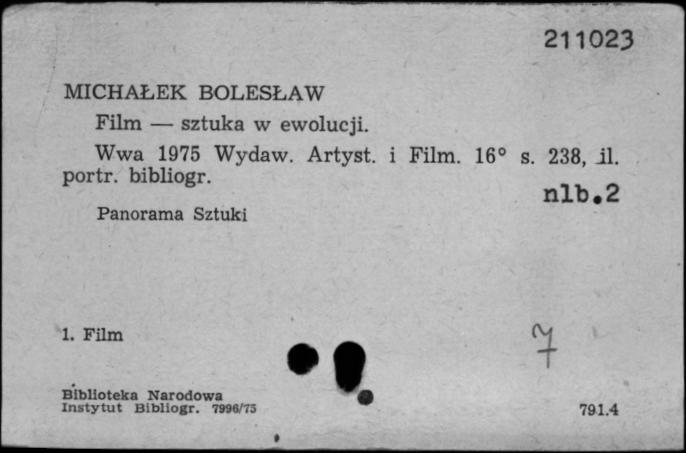 211023
MICHAŁEK BOLESŁAW
Film — sztuka w ewolucji.
Wwa 1975 Wydaw. Artyst. i Film. 16° s. 238, il.
portr. bibliogr.
nlb.2
Panorama Sztuki
1. Film
7
Biblioteka Narodowa
Instytut Bibliogr. 7996/75
791.4